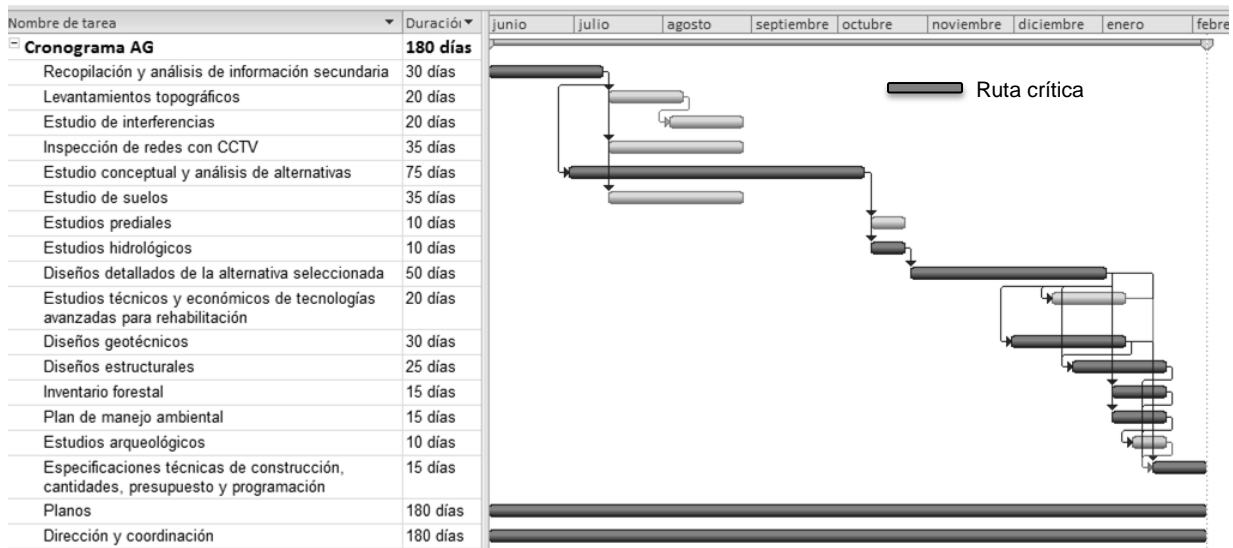 Nombre de tarea Duración junio julio agosto septiembre octubre noviembre diciembre enero febre
Cronograma AG 180 días
Recopilación y análisis de información secundaria 30 días
Levantamientos topográficos 20 días
Ruta crítica
Estudio de interferencias 20 días
Inspección de redes con CCTV 35 días
Estudio conceptual y análisis de alternativas 75 días
Estudio de suelos 35 días
Estudios prediales 10 días
Estudios hidrológicos 10 días
Diseños detallados de la alternativa seleccionada 50 días
Estudios técnicos y económicos de tecnologías 20 días
avanzadas para rehabilitación
Diseños geotécnicos 30 días
Diseños estructurales 25 días
Inventario forestal 15 días
Plan de manejo ambiental 15 días
Estudios arqueológicos 10 días
Especificaciones técnicas de construcción, 15 días
cantidades, presupuesto y programación
Planos 180 días
Dirección y coordinación 180 días